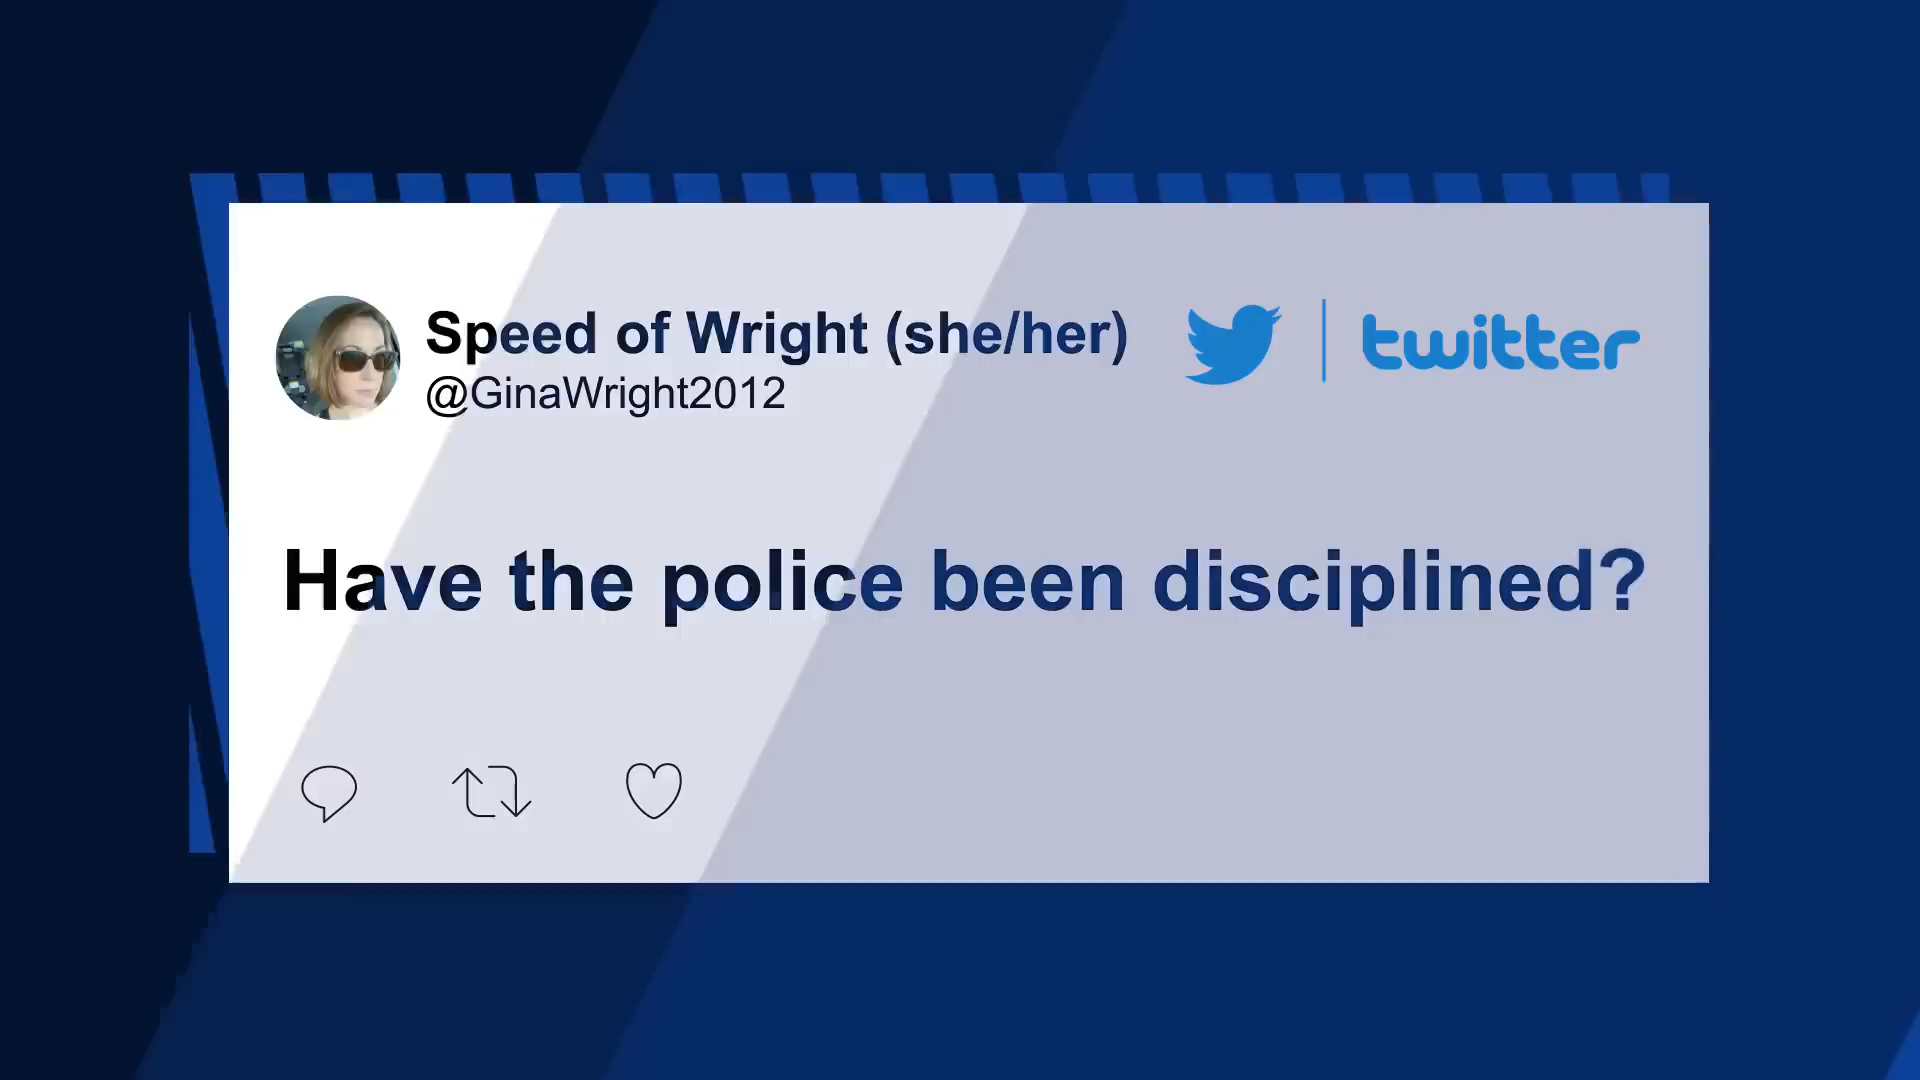 Speed of Wright (she/her)
@GinaWright2012
twitter
Have the police been disciplined?